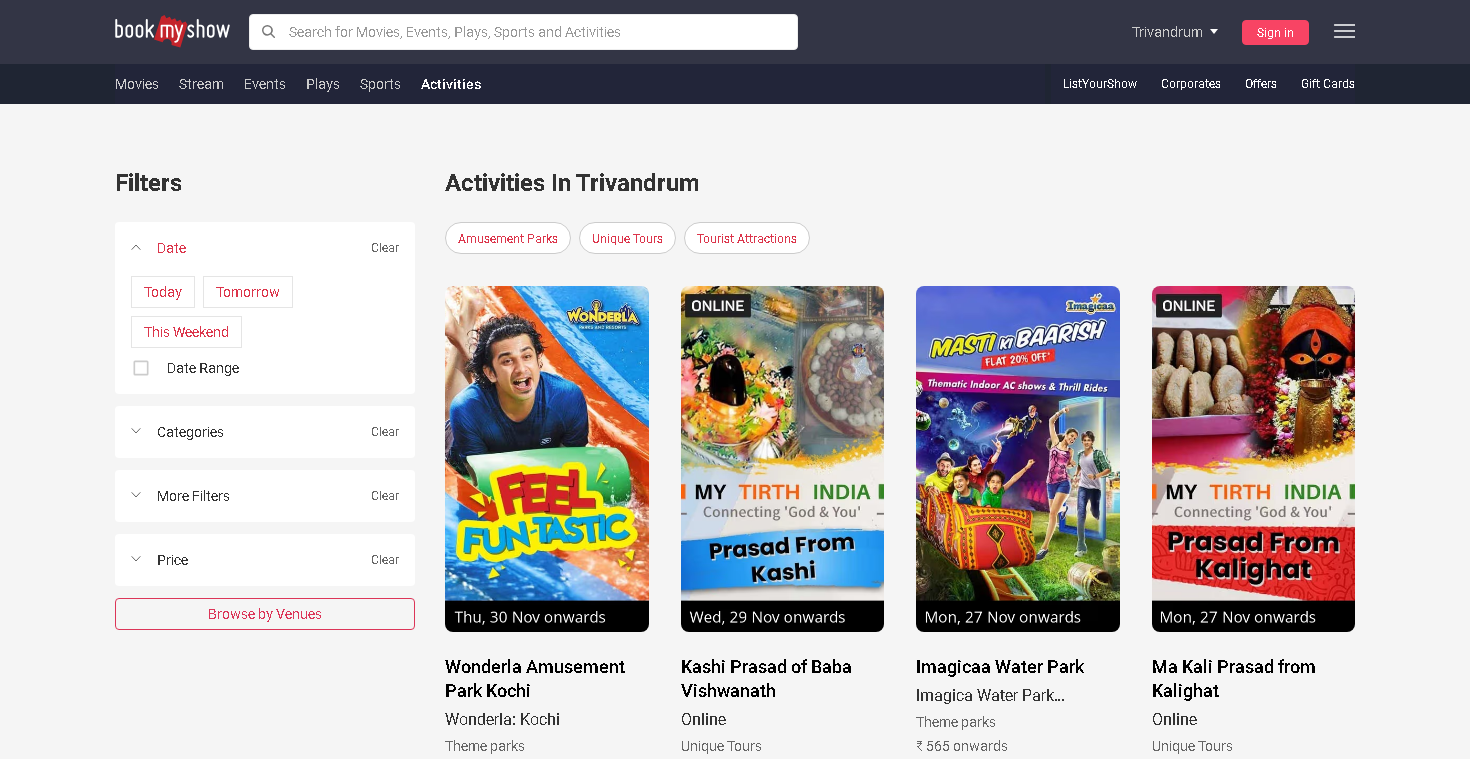 bookmyshow
Search for Movies, Events, Plays, Sports and Activities
Trivandrum
Sign in
Movies
Stream
Events
Plays
Sports
Activities
ListYourShow
Corporates
Offers
Gift Cards
Filters
Date
Clear
Today
Tomorrow
This Weekend
Date Range
Categories
Clear
More Filters
Clear
Price
Clear
Browse by Venues
Activities In Trivandrum
Amusement Parks
Unique Tours
Tourist Attractions
WONDERLA
PARKS AND RESORTS
FEEL
FUN-TASTIC
Thu, 30 Nov onwards
Wonderla Amusement
Park Kochi
Wonderla: Kochi
Theme parks
ONLINE
MY TIRTH INDIA
Connecting 'God & You'
Prasad From
Kashi
Wed, 29 Nov onwards
Kashi Prasad of Baba
Vishwanath
Online
Unique Tours
Imagicaa
MASTI KI BAARISH
FLAT 20% OFF*
Thematic Indoor AC shows & Thrill Rides
Mon, 27 Nov onwards
Imagicaa Water Park
Imagica Water Park...
Theme parks
₹ 565 onwards
ONLINE
MY TIRTH INDIA
Connecting 'God & You'
Prasad From
Kalighat
Mon, 27 Nov onwards
Ma Kali Prasad from
Kalighat
Online
Unique Tours